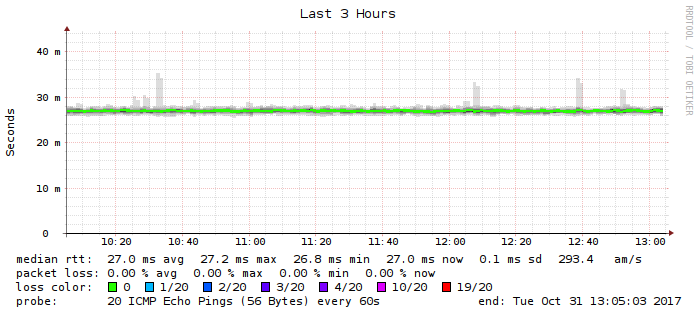 Last 3 Hours
RRDTOOL / TOBI OETIKER
Seconds
40 m
30 m
20 m
10 m
0
10:20 10:40 11:00 11:20 11:40 12:00 12:20 12:40 13:00
median rtt: 27.0 ms avg 27.2 ms max 26.8 ms min 27.0 ms now 0.1 ms sd 293.4 am/s
packet loss: 0.00 % avg 0.00 % max 0.00 % min 0.00 % now
loss color: 0 1/20 2/20 3/20 4/20 10/20 19/20
probe: 20 ICMP Echo Pings (56 Bytes) every 60s end: Tue Oct 31 13:05:03 2017